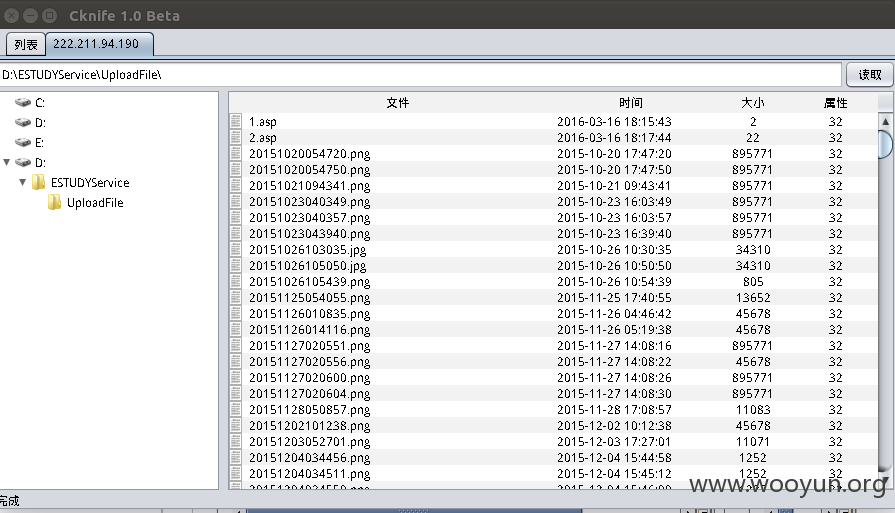 Cknife 1.0 Beta
列表 222.211.94.190
D:\ESTUDYService\UploadFile\ 读取
C:
D:
E:
D:
ESTUDYService
UploadFile
文件 时间 大小 属性
1.asp 2016-03-16 18:15:43 2 32
2.asp 2016-03-16 18:17:44 22 32
20151020054720.png 2015-10-20 17:47:20 895771 32
20151020054750.png 2015-10-20 17:47:50 895771 32
20151021094341.png 2015-10-21 09:43:41 895771 32
20151023040349.png 2015-10-23 16:03:49 895771 32
20151023040357.png 2015-10-23 16:03:57 895771 32
20151023043940.png 2015-10-23 16:39:40 895771 32
20151026103035.jpg 2015-10-26 10:30:35 34310 32
20151026105050.jpg 2015-10-26 10:50:50 34310 32
20151026105439.png 2015-10-26 10:54:39 805 32
20151125054055.png 2015-11-25 17:40:55 13652 32
20151126010835.png 2015-11-26 04:46:42 45678 32
20151126014116.png 2015-11-26 05:19:38 45678 32
20151127020551.png 2015-11-27 14:08:16 895771 32
20151127020556.png 2015-11-27 14:08:22 45678 32
20151127020600.png 2015-11-27 14:08:26 895771 32
20151127020604.png 2015-11-27 14:08:30 895771 32
20151128050857.png 2015-11-28 17:08:57 11083 32
20151202101238.png 2015-12-02 10:12:38 45678 32
20151203052701.png 2015-12-03 17:27:01 11071 32
20151204034456.png 2015-12-04 15:44:58 1252 32
20151204034511.png 2015-12-04 15:45:12 1252 32
www.wooyun.org
完成